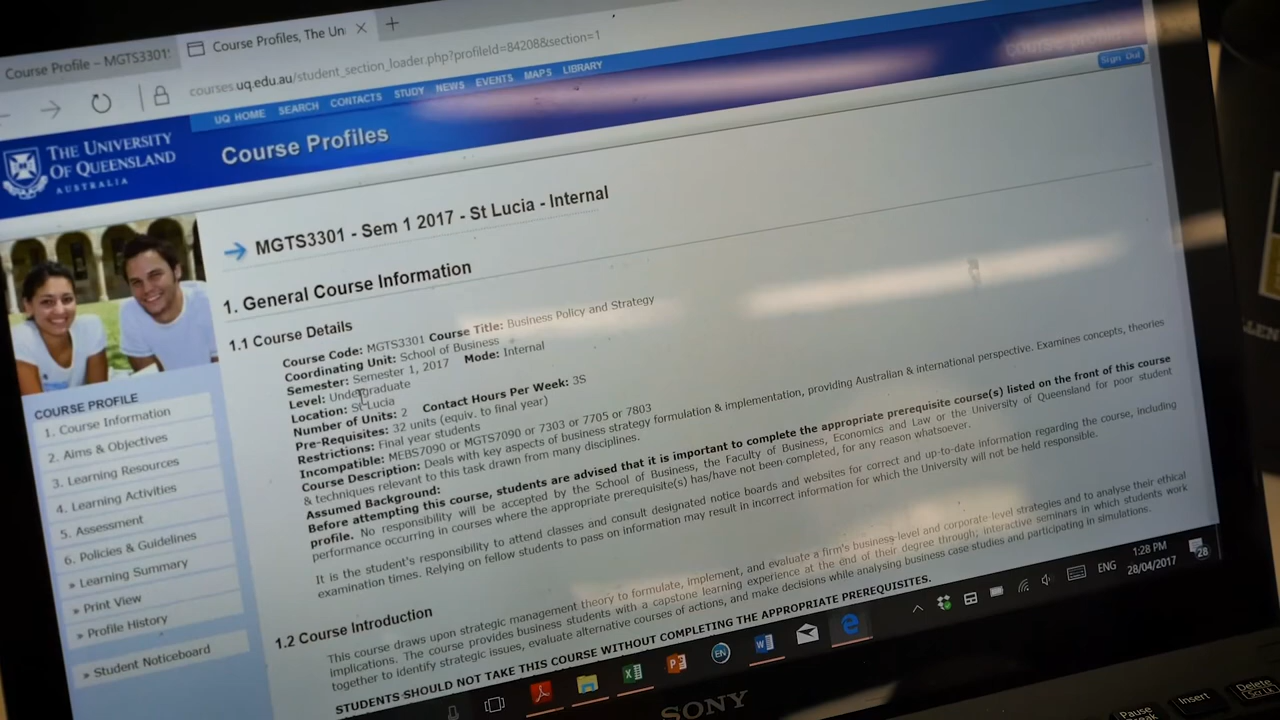 Course Profile – MGTS3301:
Course Profiles, The Un
courses.uq.edu.au/student_section_loader.php?profileId=84208&section=1
UQ HOME SEARCH CONTACTS STUDY NEWS EVENTS MAPS LIBRARY
Sign Out
THE UNIVERSITY
OF QUEENSLAND
AUSTRALIA
Course Profiles
MGTS3301 - Sem 1 2017 - St Lucia - Internal
1. General Course Information
1.1 Course Details
Course Code: MGTS3301 Course Title: Business Policy and Strategy
Coordinating Unit: School of Business
Semester: Semester 1, 2017 Mode: Internal
Level: Undergraduate
Location: St Lucia
Number of Units: 2 Contact Hours Per Week: 3S
Pre-Requisites: 32 units (equiv. to final year)
Restrictions: Final year students
Incompatible: MEBS7090 or MGTS7090 or 7303 or 7705 or 7803
Course Description: Deals with key aspects of business strategy formulation & implementation, providing Australian & international perspective. Examines concepts, theories
& techniques relevant to this task drawn from many disciplines.
Assumed Background:
Before attempting this course, students are advised that it is important to complete the appropriate prerequisite course(s) listed on the front of this course
profile. No responsibility will be accepted by the School of Business, the Faculty of Business, Economics and Law or the University of Queensland for poor student
performance occurring in courses where the appropriate prerequisite(s) has/have not been completed, for any reason whatsoever.
It is the student's responsibility to attend classes and consult designated notice boards and websites for correct and up-to-date information regarding the course, including
examination times. Relying on fellow students to pass on information may result in incorrect information for which the University will not be held responsible.
1.2 Course Introduction
This course draws upon strategic management theory to formulate, implement, and evaluate a firm's business-level and corporate-level strategies and to analyse their ethical
implications. The course provides business students with a capstone learning experience at the end of their degree through; interactive seminars in which students work
together to identify strategic issues, evaluate alternative courses of actions, and make decisions while analysing business case studies and participating in simulations.
STUDENTS SHOULD NOT TAKE THIS COURSE WITHOUT COMPLETING THE APPROPRIATE PREREQUISITES.
COURSE PROFILE
1. Course Information
2. Aims & Objectives
3. Learning Resources
4. Learning Activities
5. Assessment
6. Policies & Guidelines
» Learning Summary
» Print View
» Profile History
» Student Noticeboard
EN
ENG
1:28 PM
28/04/2017
28
SONY
Pause
Break
Insert
Delete
Scr Lk